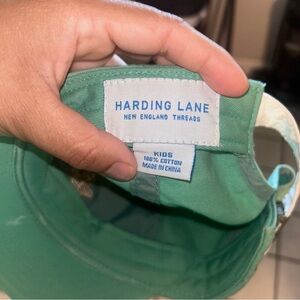 HARDING LANE
NEW ENGLAND THREADS
KIDS
100% COTTON
MADE IN CHINA